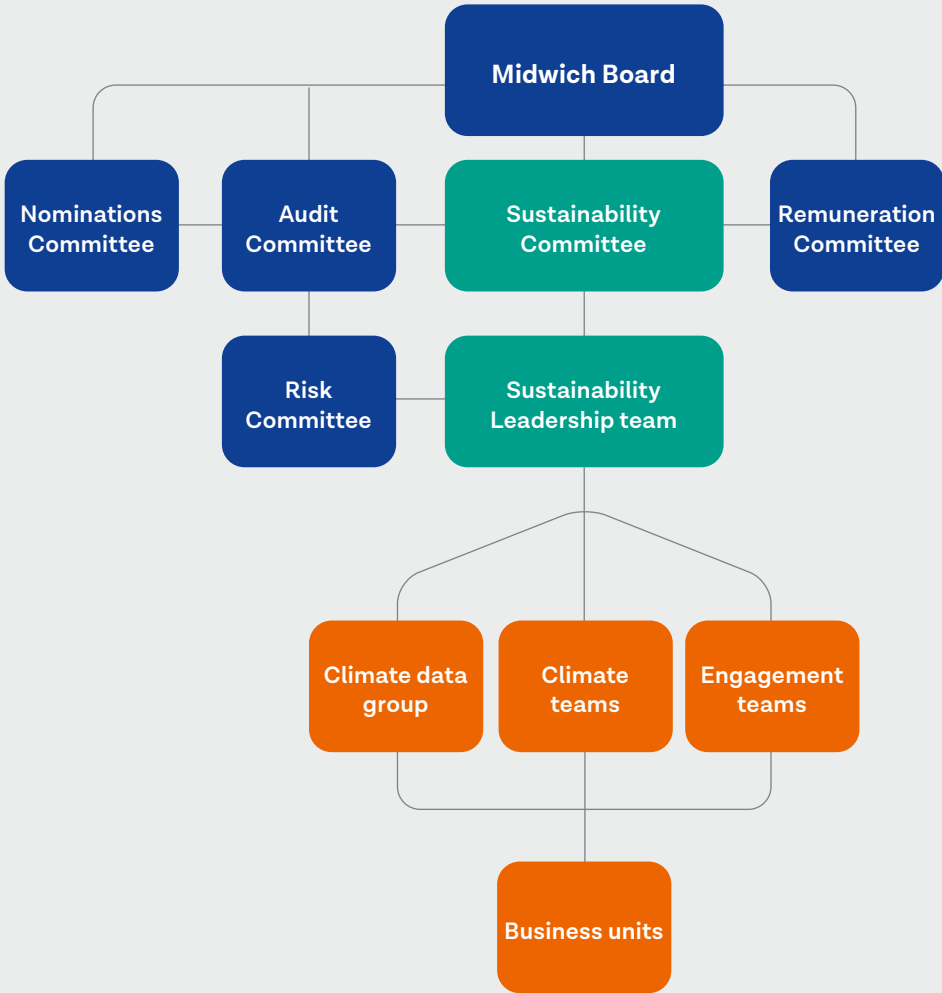 Midwich Board
Nominations
Committee
Audit
Committee
Sustainability
Committee
Remuneration
Committee
Risk
Committee
Sustainability
Leadership team
Climate data
group
Climate
teams
Engagement
teams
Business units